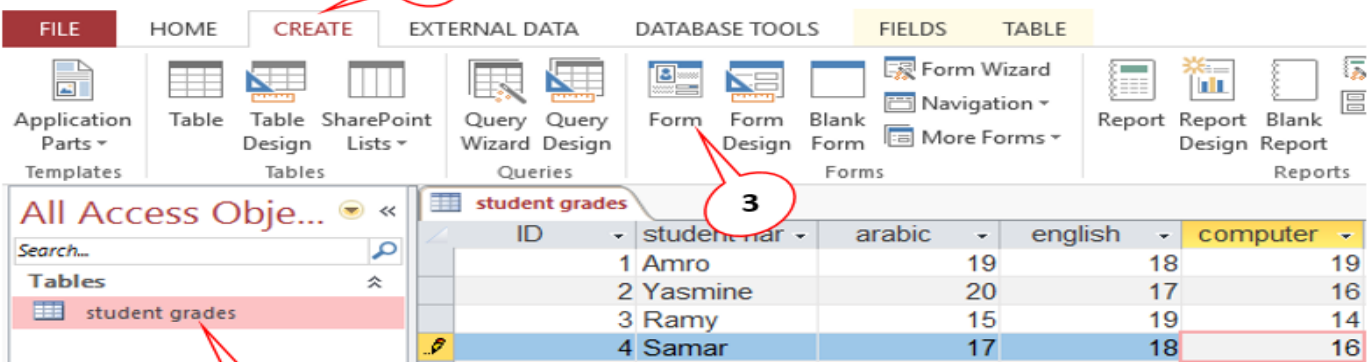 FILE HOME CREATE EXTERNAL DATA DATABASE TOOLS FIELDS TABLE
Application Parts
Table
Table Design
SharePoint Lists
Query Wizard
Query Design
Form
Form Design
Blank Form
Form Wizard
Navigation
More Forms
Report
Report Design
Blank Report
Templates Tables Queries Forms Reports
3
All Access Obje... «
Search...
Tables
student grades
student grades
ID arabic english computer
1 Amro 19 18 19
2 Yasmine 20 17 16
3 Ramy 15 19 14
4 Samar 17 18 16